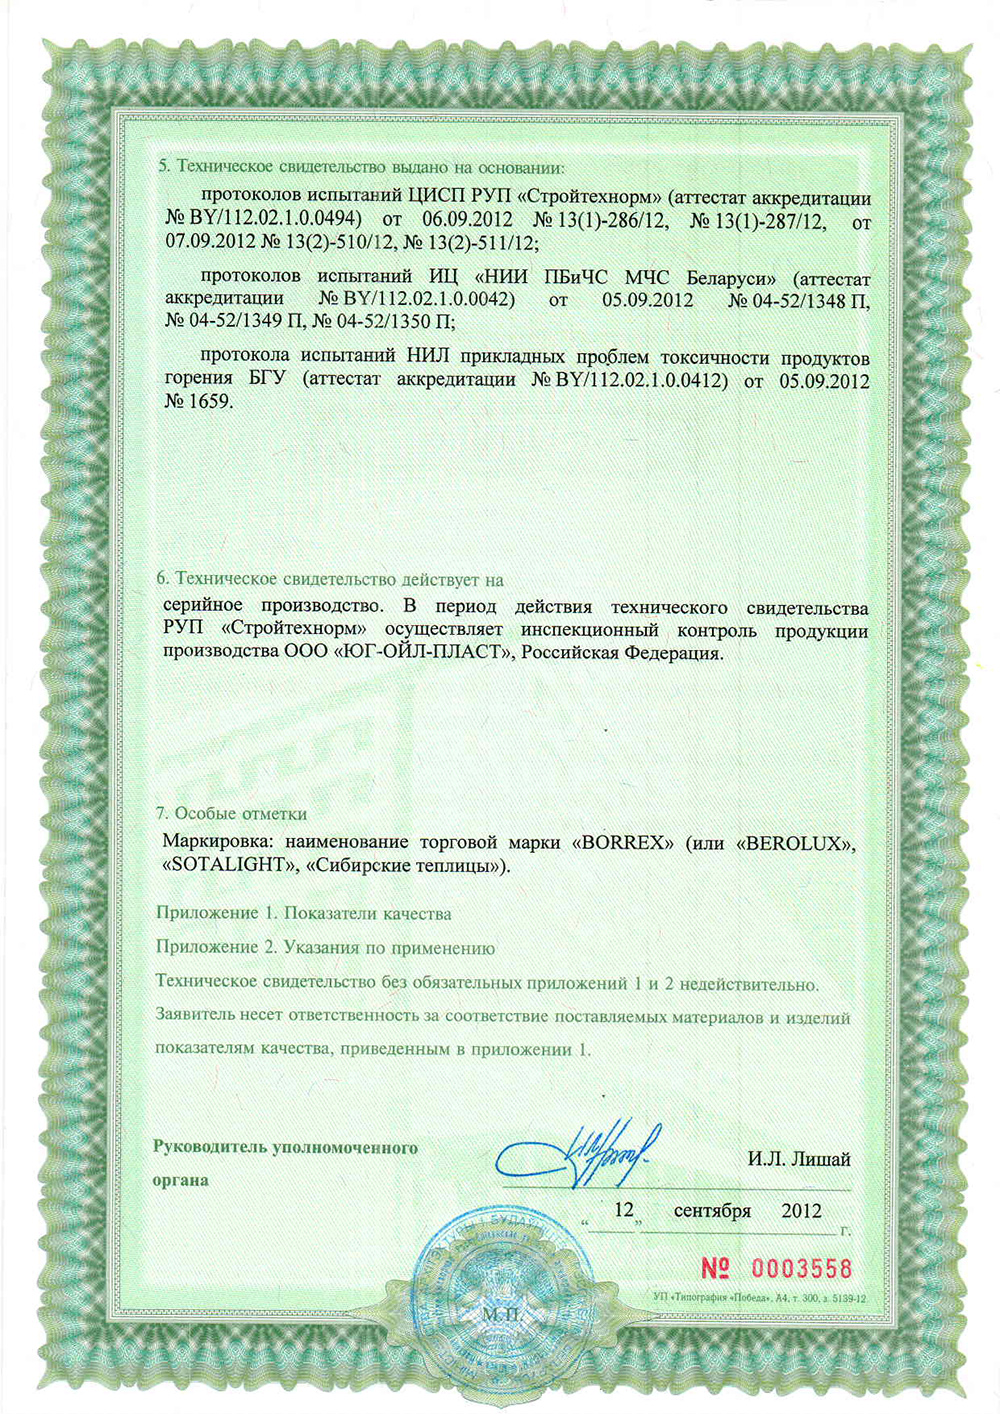 5. Техническое свидетельство выдано на основании:
протоколов испытаний ЦИСП РУП «Стройтехнорм» (аттестат аккредитации
№ BY/112.02.1.0.0494) от 06.09.2012 № 13(1)-286/12, № 13(1)-287/12, от
07.09.2012 № 13(2)-510/12, № 13(2)-511/12;
протоколов испытаний ИЦ «НИИ ПБиЧС МЧС Беларуси» (аттестат
аккредитации № BY/112.02.1.0.0042) от 05.09.2012 № 04-52/1348 П,
№ 04-52/1349 П, № 04-52/1350 П;
протокола испытаний НИЛ прикладных проблем токсичности продуктов
горения БГУ (аттестат аккредитации № BY/112.02.1.0.0412) от 05.09.2012
№ 1659.
6. Техническое свидетельство действует на
серийное производство. В период действия технического свидетельства
РУП «Стройтехнорм» осуществляет инспекционный контроль продукции
производства ООО «ЮГ-ОЙЛ-ПЛАСТ», Российская Федерация.
7. Особые отметки
Маркировка: наименование торговой марки «BORREX» (или «BEROLUX»,
«SOTALIGHT», «Сибирские теплицы»).
Приложение 1. Показатели качества
Приложение 2. Указания по применению
Техническое свидетельство без обязательных приложений 1 и 2 недействительно.
Заявитель несет ответственность за соответствие поставляемых материалов и изделий
показателям качества, приведенным в приложении 1.
Руководитель уполномоченного
органа
И.Л. Лишай
“ 12 „ сентября 2012 г.
№ 0003558
УП «Типография «Победа», А4, т. 300, з. 5139-12
М.П.